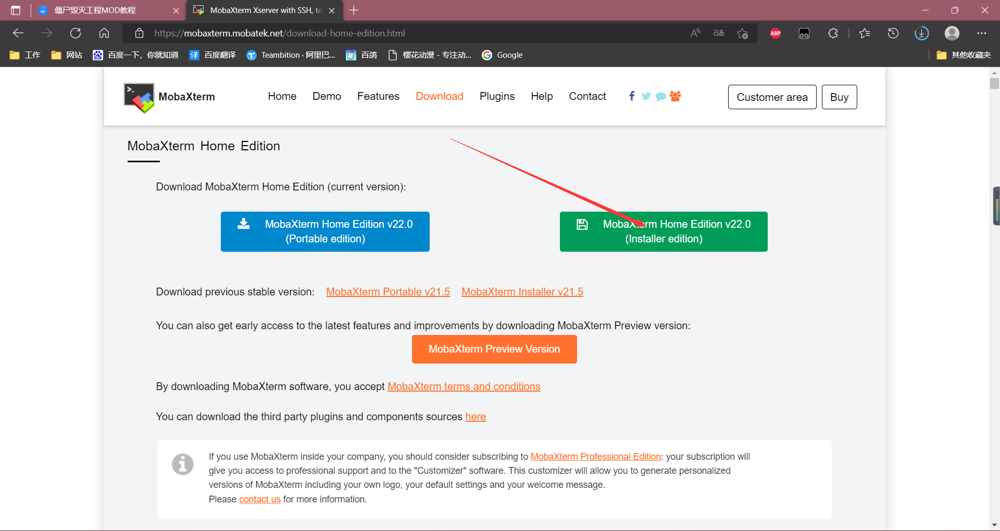 僵尸毁灭工程MOD教程
MobaXterm Xserver with SSH, te
https://mobaxterm.mobatek.net/download-home-edition.html
ABP
工作
网站
百度一下，你就知道
百度翻译
Teambition · 阿里巴...
百鸽
樱花动漫 - 专注动...
Google
其他收藏夹
MobaXterm
Home
Demo
Features
Download
Plugins
Help
Contact
Customer area
Buy
MobaXterm Home Edition
Download MobaXterm Home Edition (current version):
MobaXterm Home Edition v22.0
(Portable edition)
MobaXterm Home Edition v22.0
(Installer edition)
Download previous stable version: MobaXterm Portable v21.5 MobaXterm Installer v21.5
You can also get early access to the latest features and improvements by downloading MobaXterm Preview version:
MobaXterm Preview Version
By downloading MobaXterm software, you accept MobaXterm terms and conditions
You can download the third party plugins and components sources here
If you use MobaXterm inside your company, you should consider subscribing to MobaXterm Professional Edition: your subscription will
give you access to professional support and to the "Customizer" software. This customizer will allow you to generate personalized
versions of MobaXterm including your own logo, your default settings and your welcome message.
Please contact us for more information.